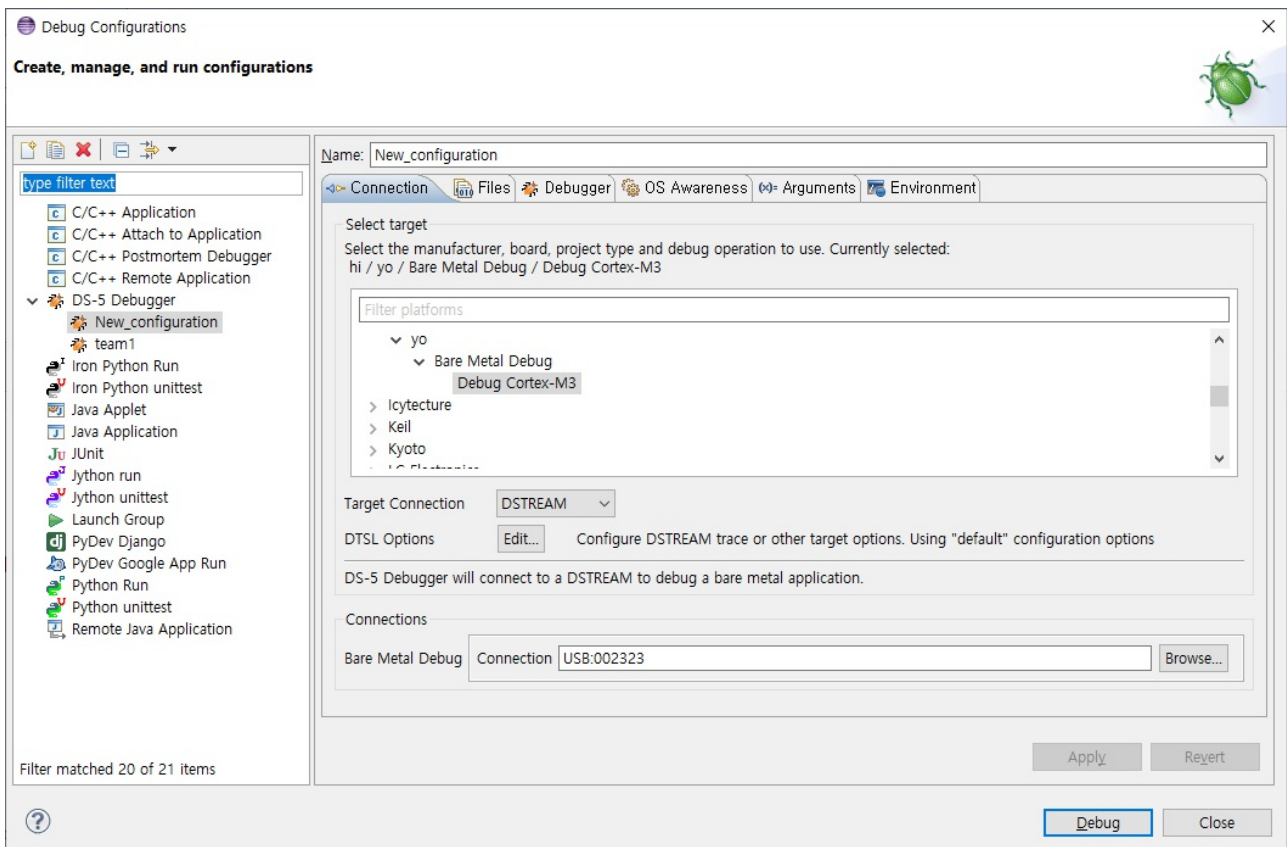 Debug Configurations
Create, manage, and run configurations
type filter text
C/C++ Application
C/C++ Attach to Application
C/C++ Postmortem Debugger
C/C++ Remote Application
DS-5 Debugger
New_configuration
team1
Iron Python Run
Iron Python unittest
Java Applet
Java Application
JUnit
Jython run
Jython unittest
Launch Group
PyDev Django
PyDev Google App Run
Python Run
Python unittest
Remote Java Application
Filter matched 20 of 21 items
Name: New_configuration
Connection Files Debugger OS Awareness Arguments Environment
Select target
Select the manufacturer, board, project type and debug operation to use. Currently selected:
hi / yo / Bare Metal Debug / Debug Cortex-M3
Filter platforms
yo
Bare Metal Debug
Debug Cortex-M3
Icytecture
Keil
Kyoto
Target Connection DSTREAM
DTSL Options Edit... Configure DSTREAM trace or other target options. Using "default" configuration options
DS-5 Debugger will connect to a DSTREAM to debug a bare metal application.
Connections
Bare Metal Debug Connection USB:002323 Browse...
Apply Revert
Debug Close